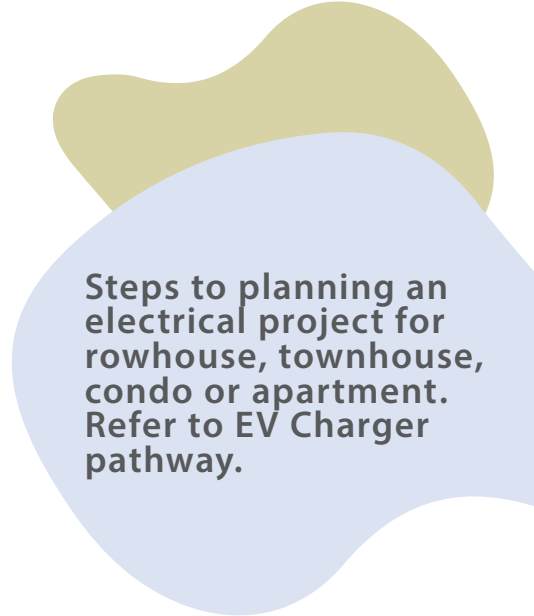 Steps to planning an
electrical project for
rowhouse, townhouse,
condo or apartment.
Refer to EV Charger
pathway.